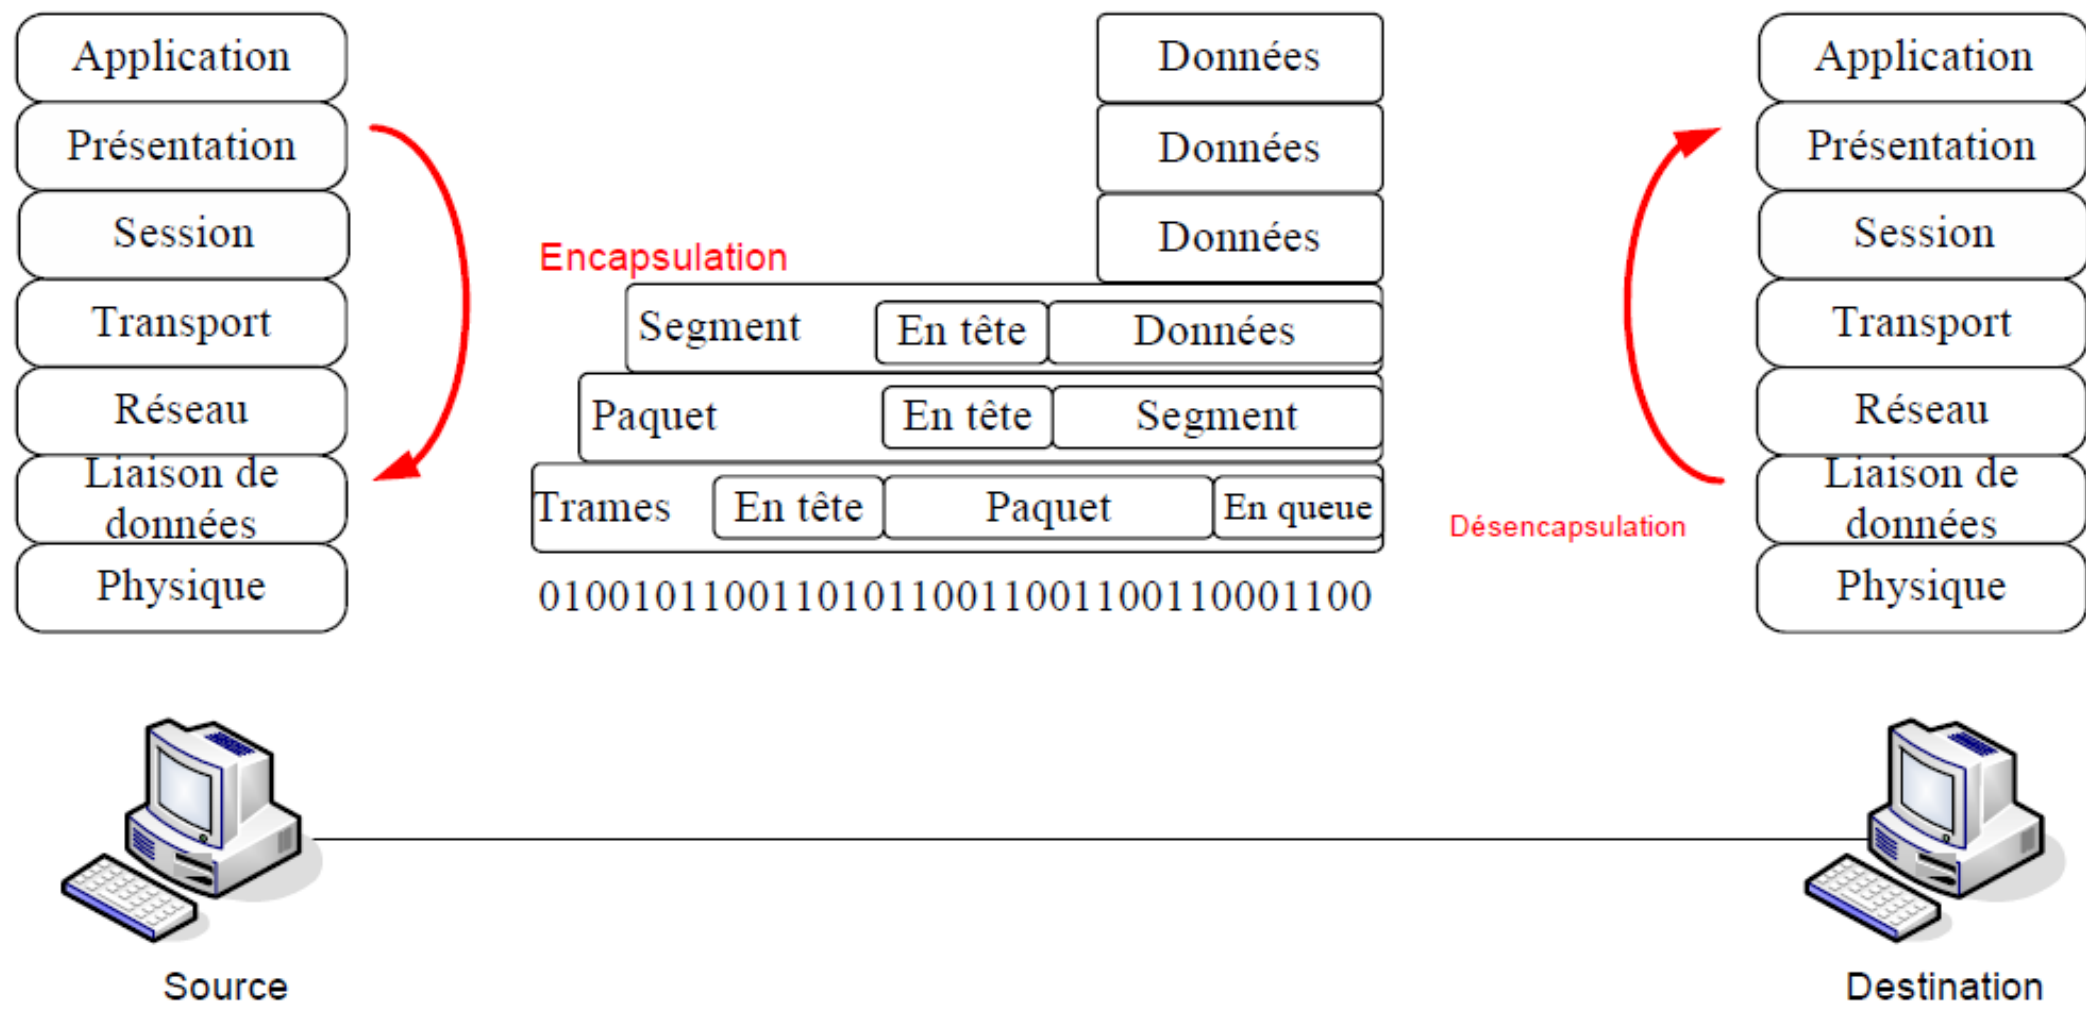 Application
Présentation
Session
Transport
Réseau
Liaison de
données
Physique
Encapsulation
Données
Données
Données
Segment En tête Données
Paquet En tête Segment
Trames En tête Paquet En queue
010010110011010110011001100110001100
Désencapsulation
Application
Présentation
Session
Transport
Réseau
Liaison de
données
Physique
Source
Destination